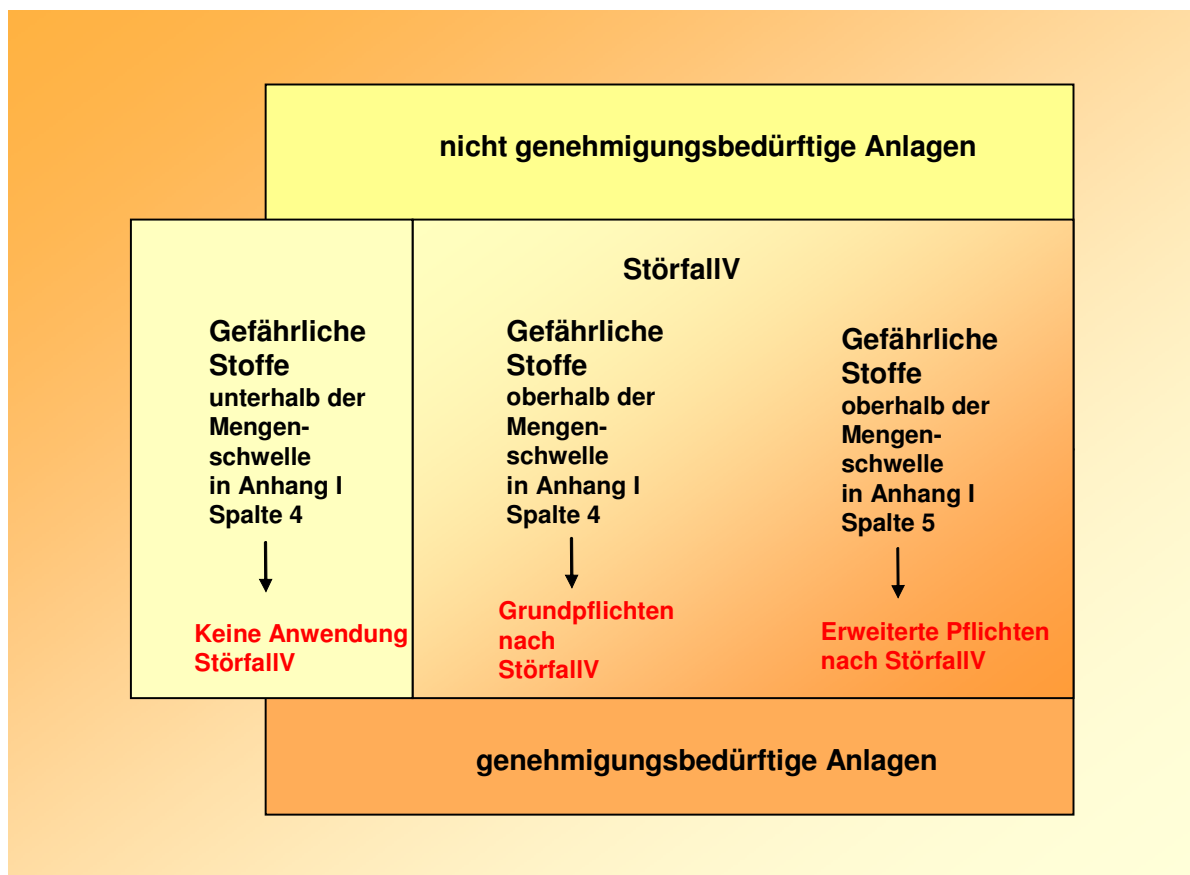 nicht genehmigungsbedürftige Anlagen
StörfallV
Gefährliche
Stoffe
unterhalb der
Mengen-
schwelle
in Anhang I
Spalte 4
Keine Anwendung
StörfallV
Gefährliche
Stoffe
oberhalb der
Mengen-
schwelle
in Anhang I
Spalte 4
Grundpflichten
nach
StörfallV
Gefährliche
Stoffe
oberhalb der
Mengen-
schwelle
in Anhang I
Spalte 5
Erweiterte Pflichten
nach StörfallV
genehmigungsbedürftige Anlagen